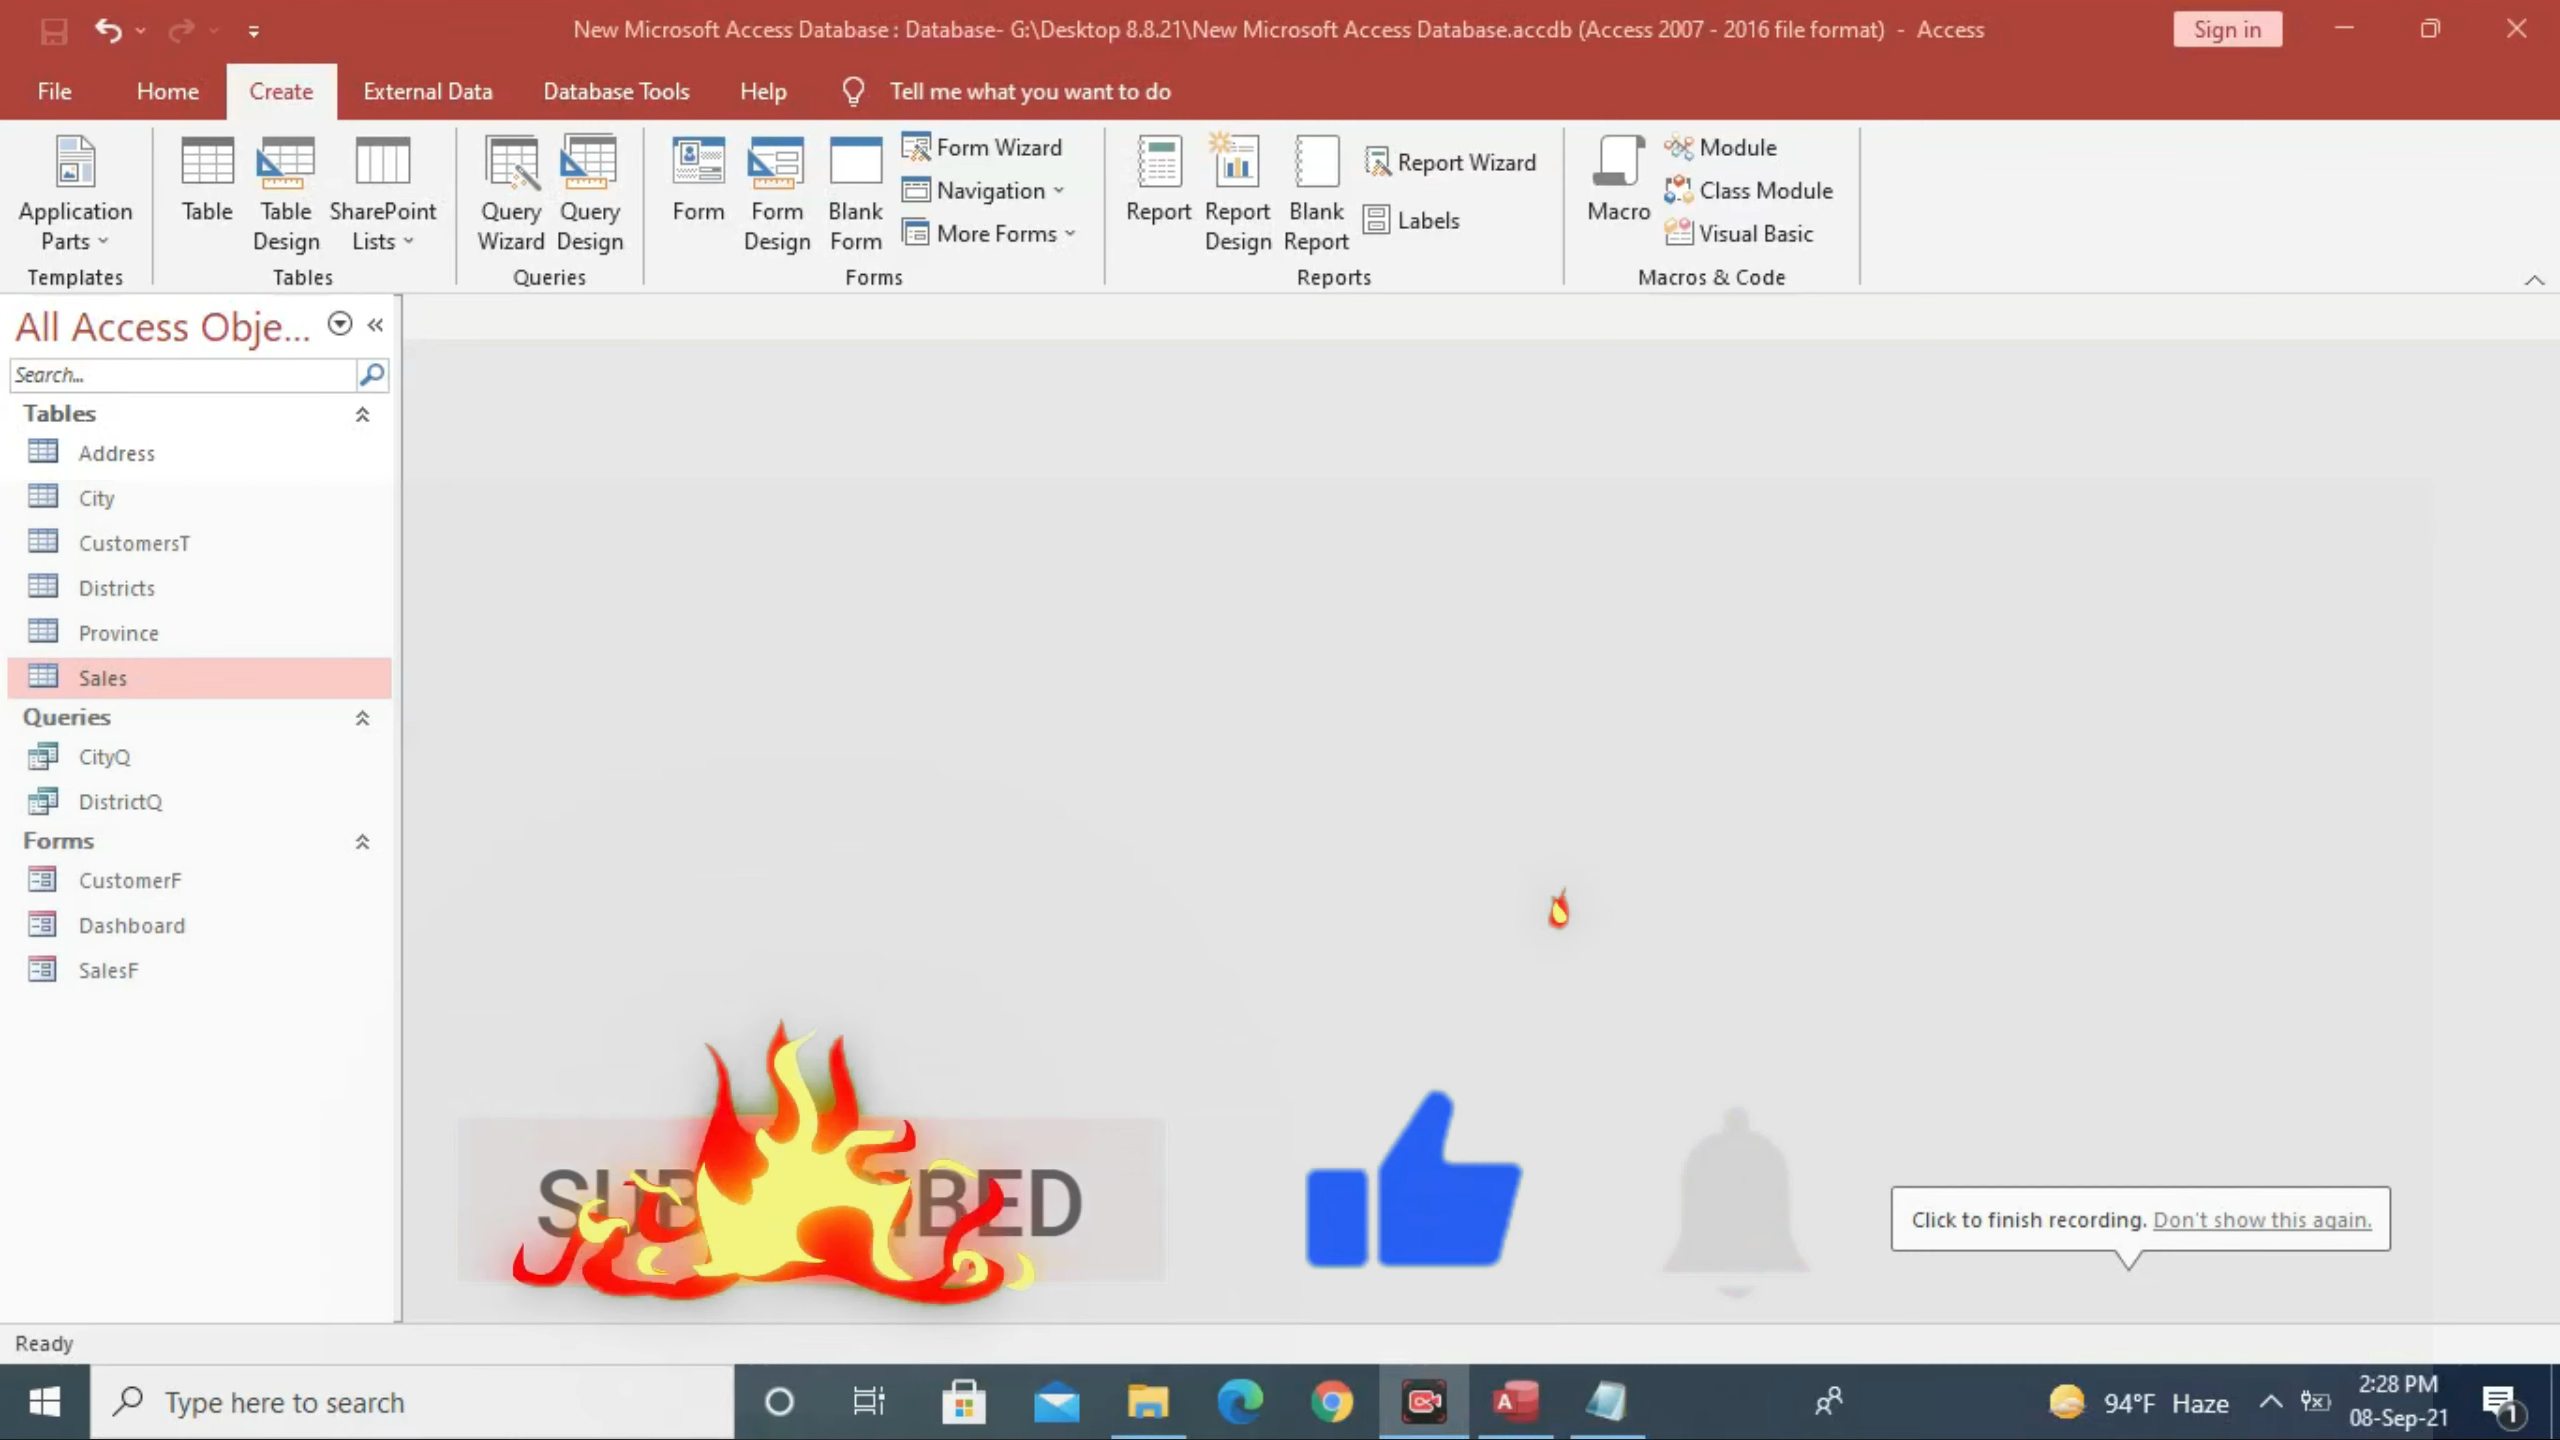 New Microsoft Access Database : Database- G:\Desktop 8.8.21\New Microsoft Access Database.accdb (Access 2007 - 2016 file format) - Access
Sign in
File Home Create External Data Database Tools Help Tell me what you want to do
Application Parts
Templates
Table
Table Design
SharePoint Lists
Tables
Query Wizard
Query Design
Queries
Form
Form Design
Blank Form
Form Wizard
Navigation
More Forms
Forms
Report
Report Design
Blank Report
Report Wizard
Labels
Reports
Macro
Module
Class Module
Visual Basic
Macros & Code
All Access Obje...
Search...
Tables
Address
City
CustomersT
Districts
Province
Sales
Queries
CityQ
DistrictQ
Forms
CustomerF
Dashboard
SalesF
Click to finish recording. Don't show this again.
Ready
Type here to search
94°F Haze
2:28 PM
08-Sep-21
1